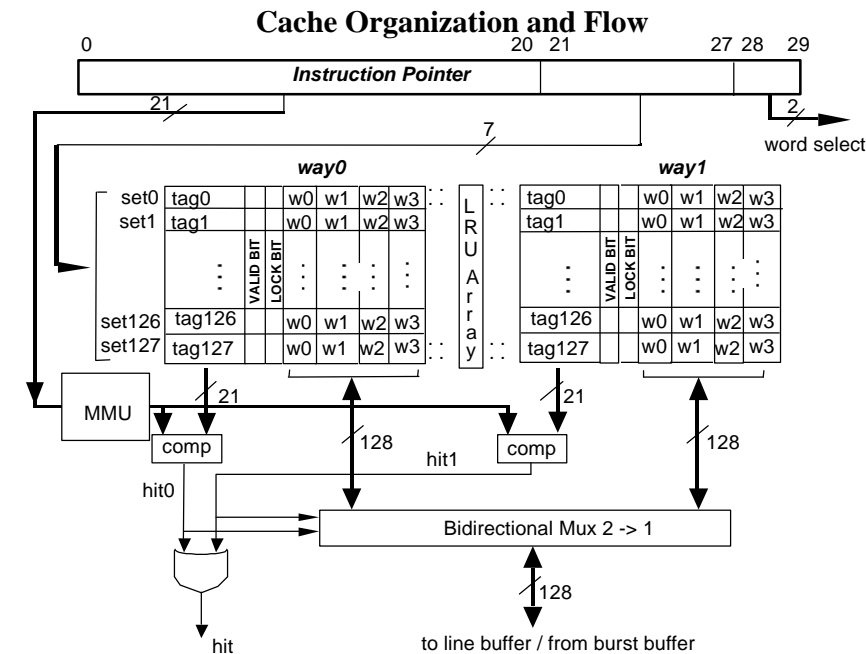 Cache Organization and Flow
0 20 21 27 28 29
Instruction Pointer
21 2
7 word select
way0 way1
set0 tag0 w0 w1 w2 w3 : : LRU Array : : tag0 w0 w1 w2 w3
set1 tag1 w0 w1 w2 w3 tag1 w0 w1 w2 w3
VALID BIT LOCK BIT VALID BIT LOCK BIT
set126 tag126 w0 w1 w2 w3 tag126 w0 w1 w2 w3
set127 tag127 w0 w1 w2 w3 : : : : tag127 w0 w1 w2 w3
21 21
MMU
comp 128 comp 128
hit0 hit1
Bidirectional Mux 2 -> 1
128
hit to line buffer / from burst buffer